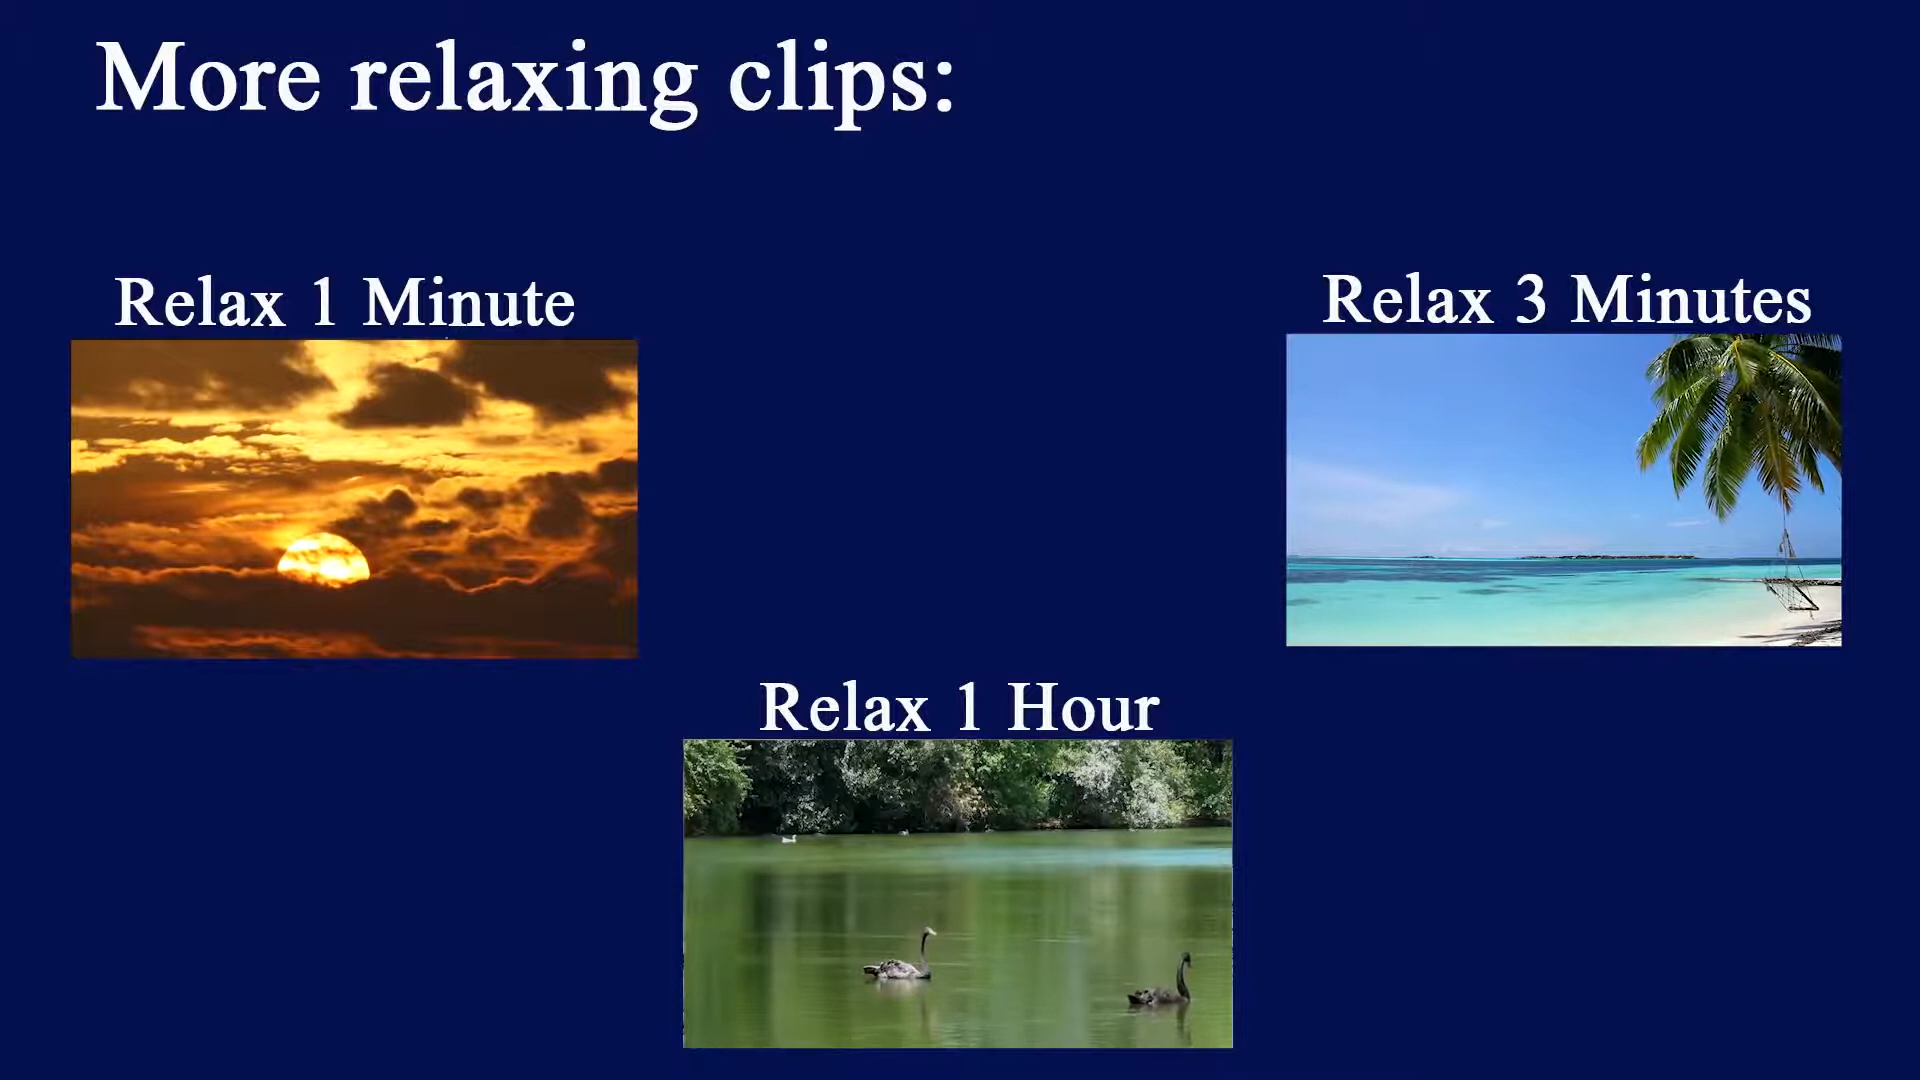 More relaxing clips:
Relax 1 Minute
Relax 3 Minutes
Relax 1 Hour